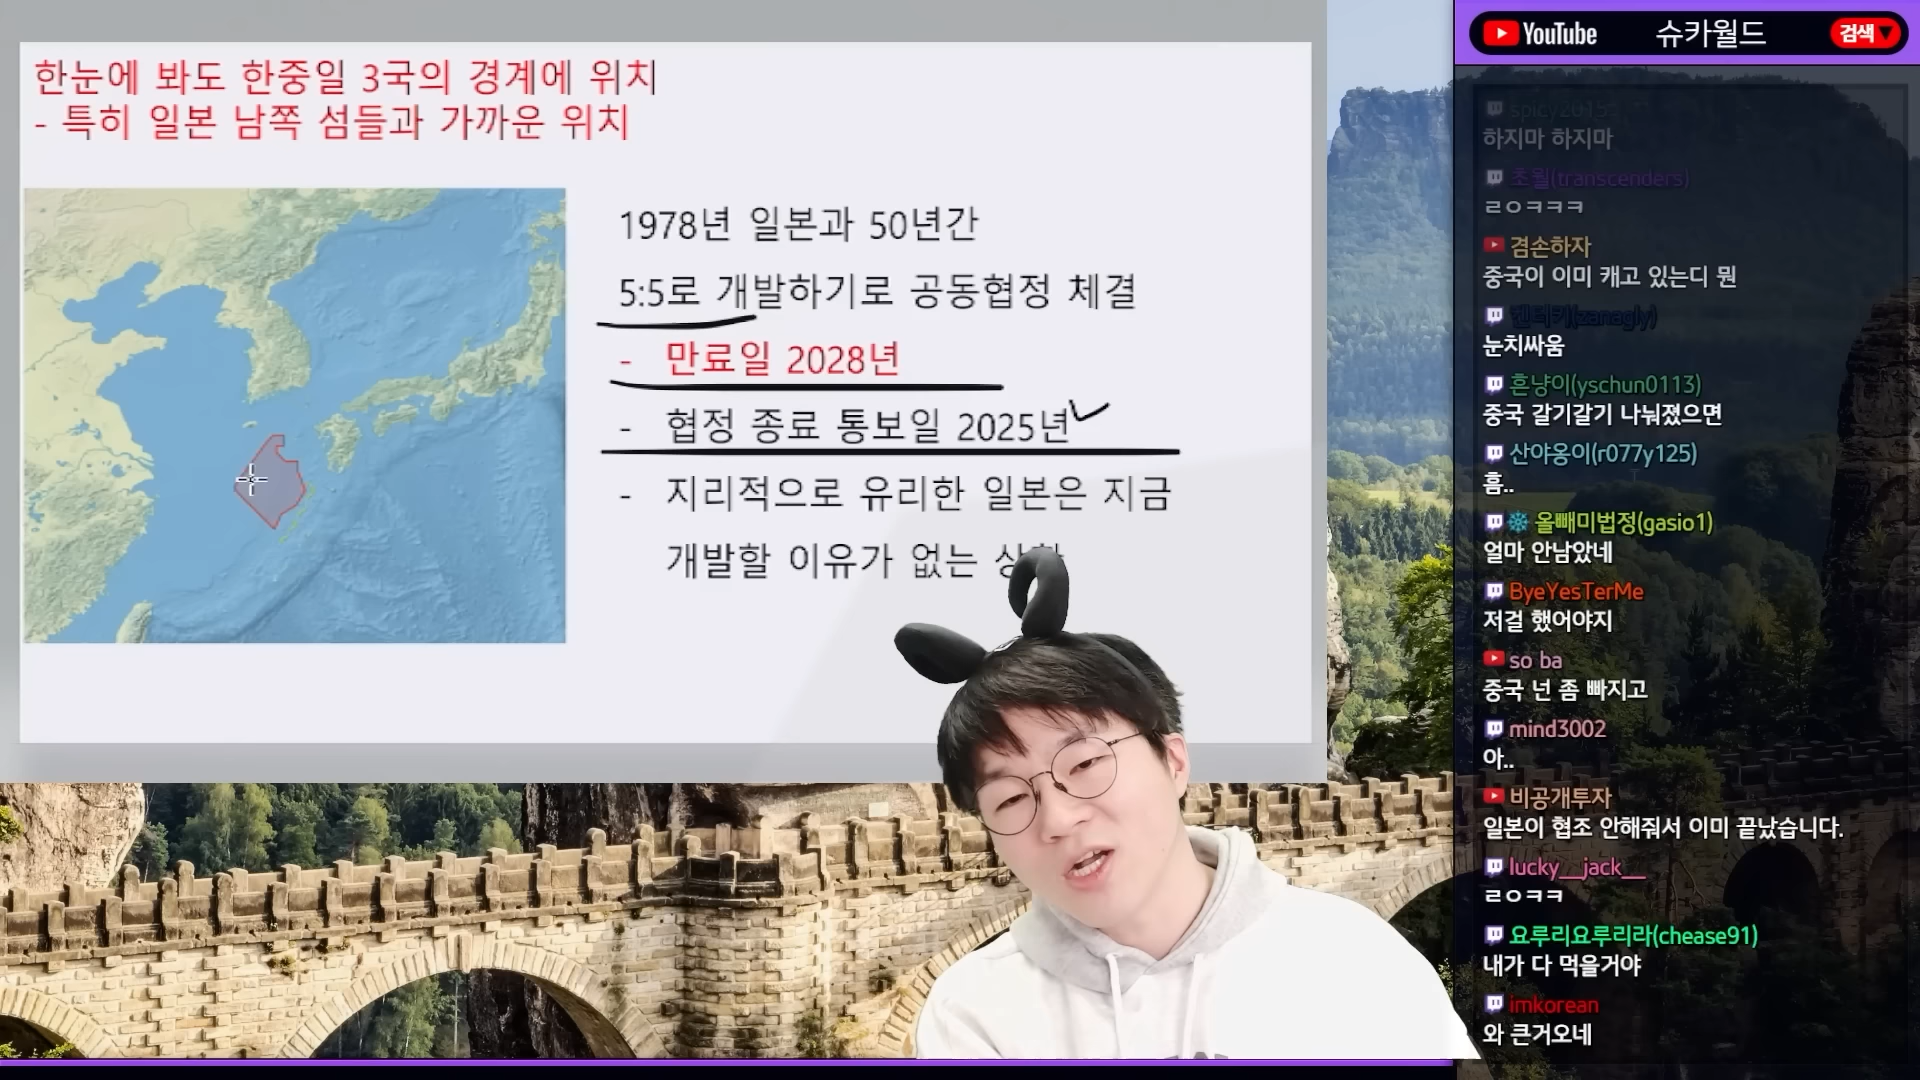 한눈에 봐도 한중일 3국의 경계에 위치
- 특히 일본 남쪽 섬들과 가까운 위치
1978년 일본과 50년간
5:5로 개발하기로 공동협정 체결
- 만료일 2028년
- 협정 종료 통보일 2025년
- 지리적으로 유리한 일본은 지금
개발할 이유가 없는
YouTube 슈카월드 검색
spicy2015
하지마 하지마
초월(transcenders)
ㄹㅇㅋㅋㅋ
겸손하자
중국이 이미 캐고 있는디 뭔
켄터키(zanagly)
눈치싸움
흔냥이(yschun0113)
중국 갈기갈기 나눠졌으면
산야옹이(r077y125)
흠..
올빼미법정(gasio1)
얼마 안남았네
ByeYesTerMe
저걸 했어야지
so ba
중국 넌 좀 빠지고
mind3002
아..
비공개투자
일본이 협조 안해줘서 이미 끝났습니다.
lucky__jack__
ㄹㅇㅋㅋ
요루리요루리라(chease91)
내가 다 먹을거야
imkorean
와 큰거오네